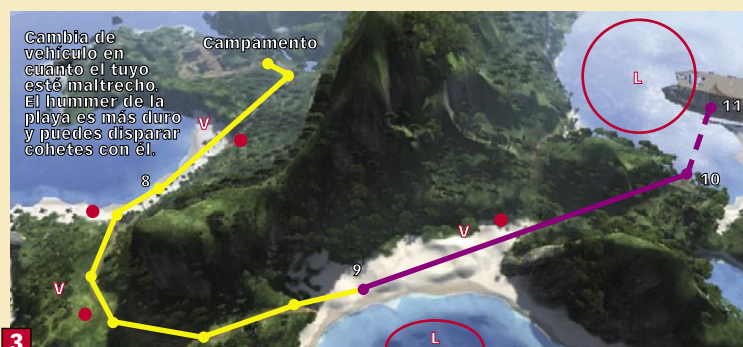 Cambia de
vehículo en
cuanto el tuyo
esté maltrecho.
El hummer de la
playa es más duro
y puedes disparar
cohetes con él.
Campamento
L
V
11
8
10
V
9
V
L
3